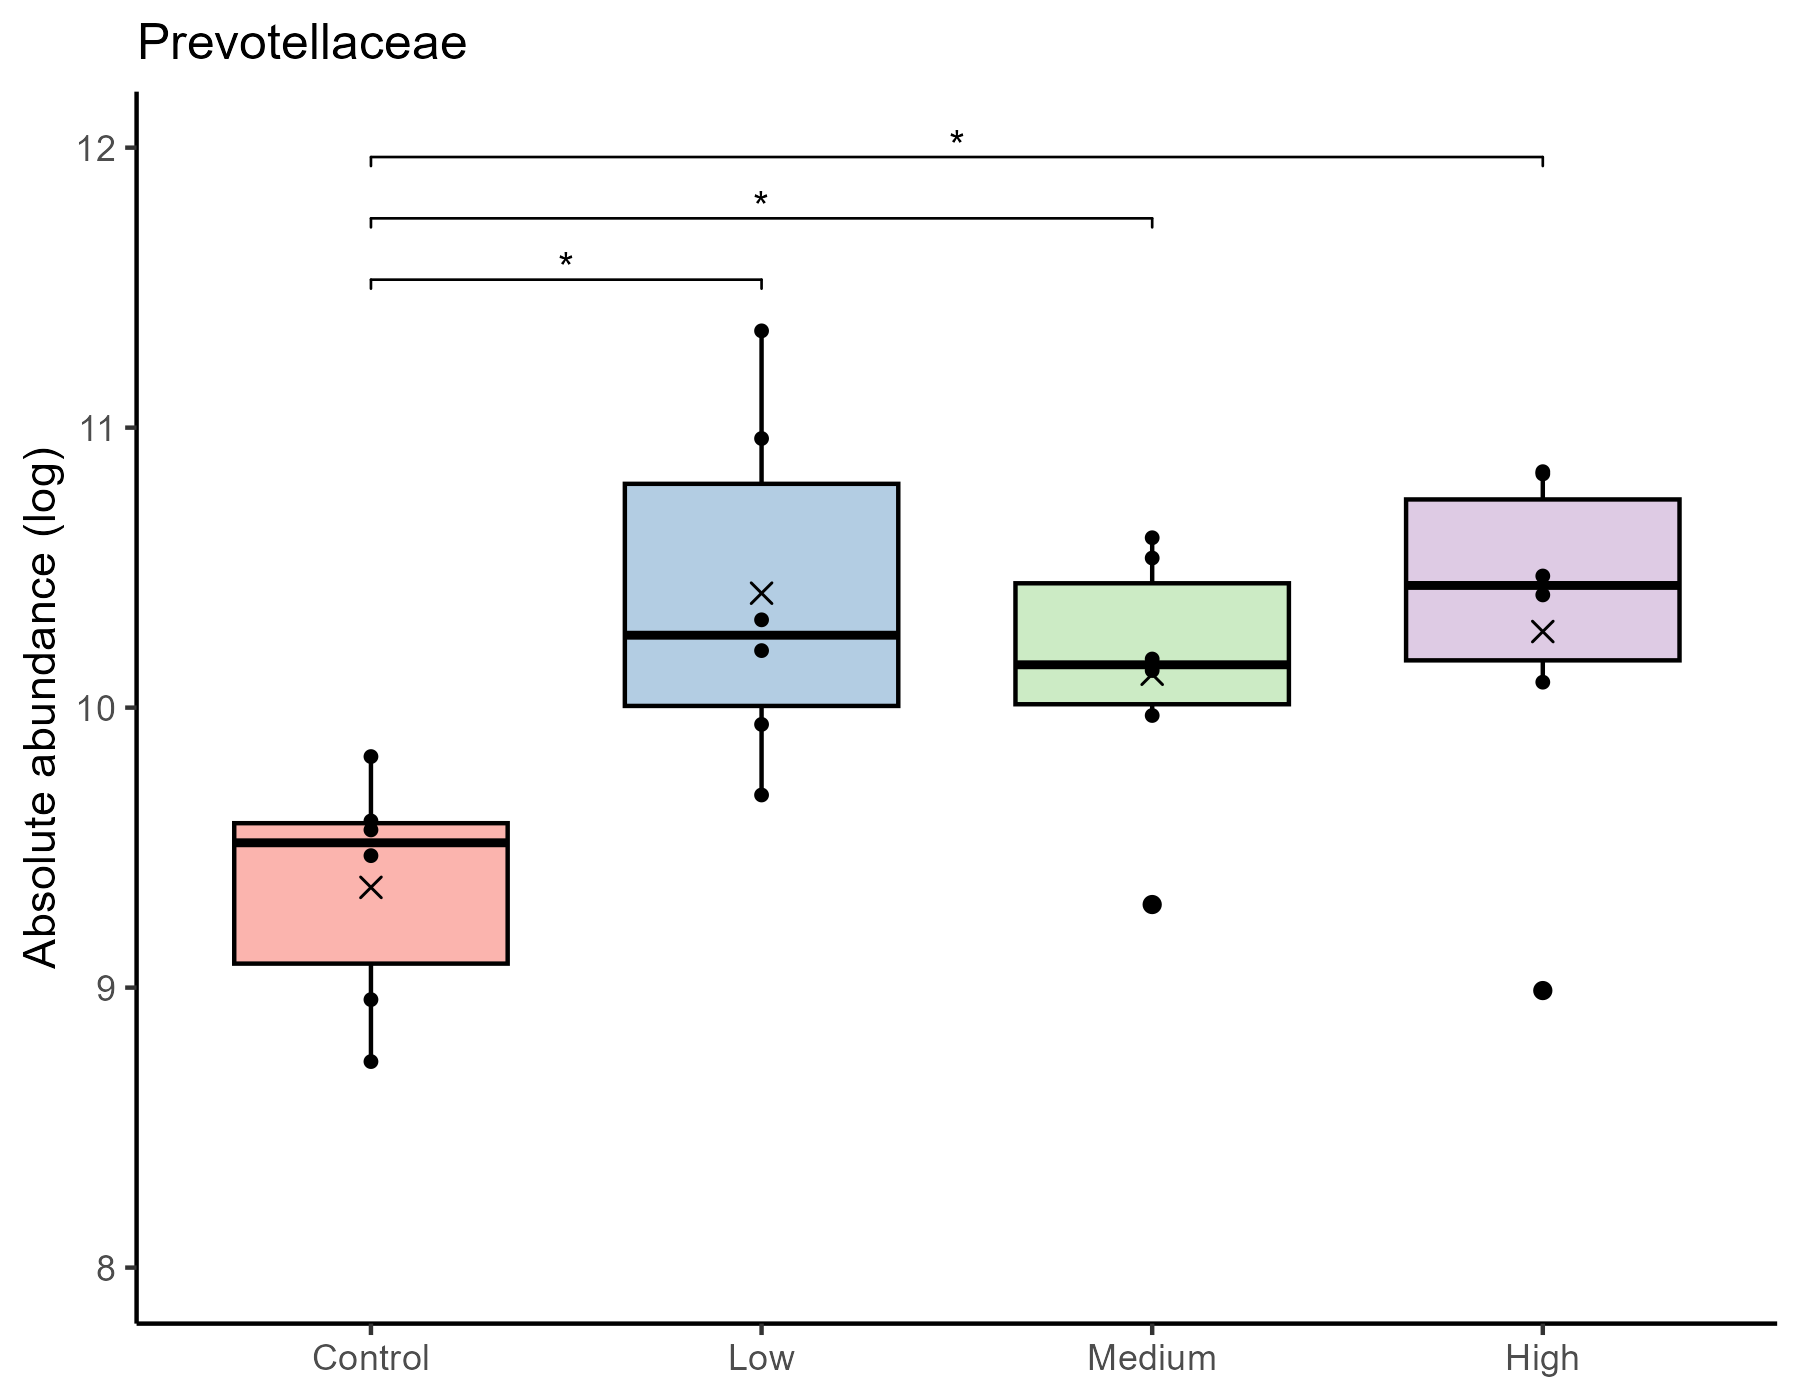 Prevotellaceae
12
11
10
9
8
Absolute abundance (log)
*
*
*
Control Low Medium High